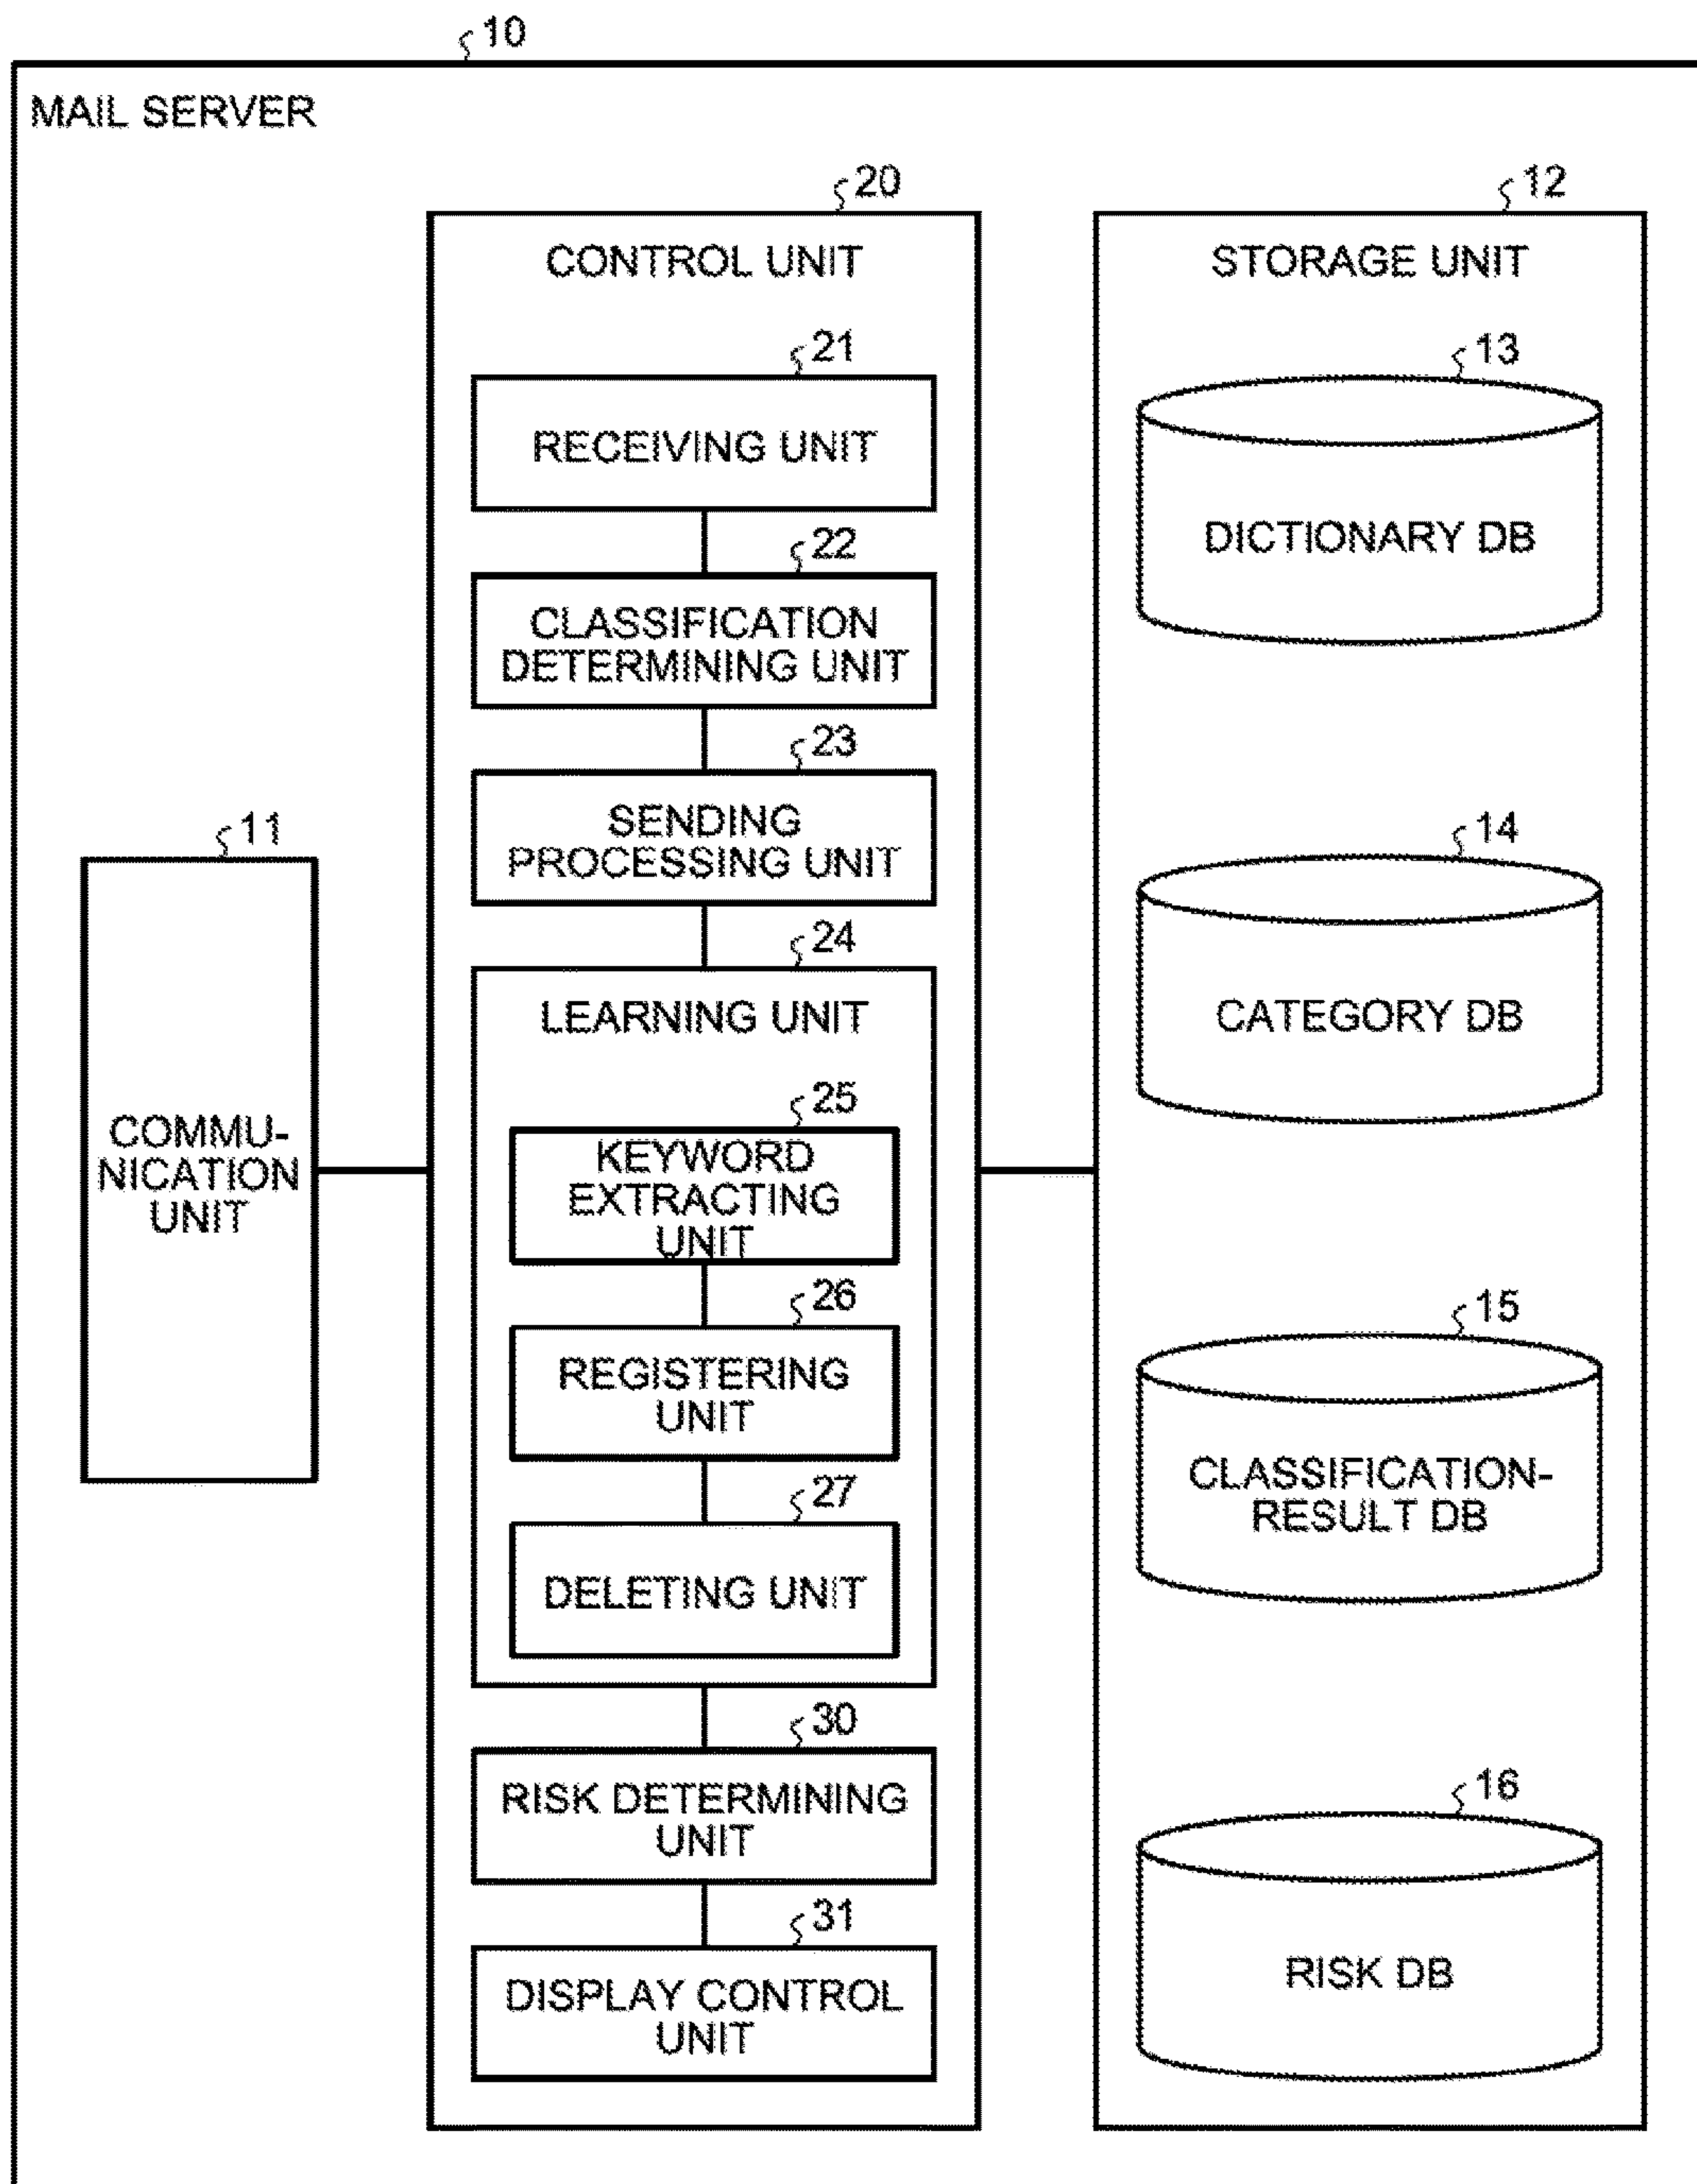 10
MAIL SERVER
20
CONTROL UNIT
21
RECEIVING UNIT
22
CLASSIFICATION
DETERMINING UNIT
23
SENDING
PROCESSING UNIT
24
LEARNING UNIT
25
KEYWORD
EXTRACTING
UNIT
26
REGISTERING
UNIT
27
DELETING UNIT
30
RISK DETERMINING
UNIT
31
DISPLAY CONTROL
UNIT
11
COMMU-
NICATION
UNIT
12
STORAGE UNIT
13
DICTIONARY DB
14
CATEGORY DB
15
CLASSIFICATION-
RESULT DB
16
RISK DB